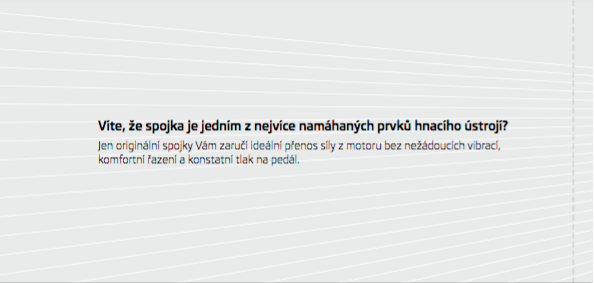 Víte, že spojka je jedním z nejvíce namáhaných prvků hnacího ústrojí?
Jen originální spojky Vám zaručí ideální přenos síly z motoru bez nežádoucích vibrací,
komfortní řazení a konstatní tlak na pedál.